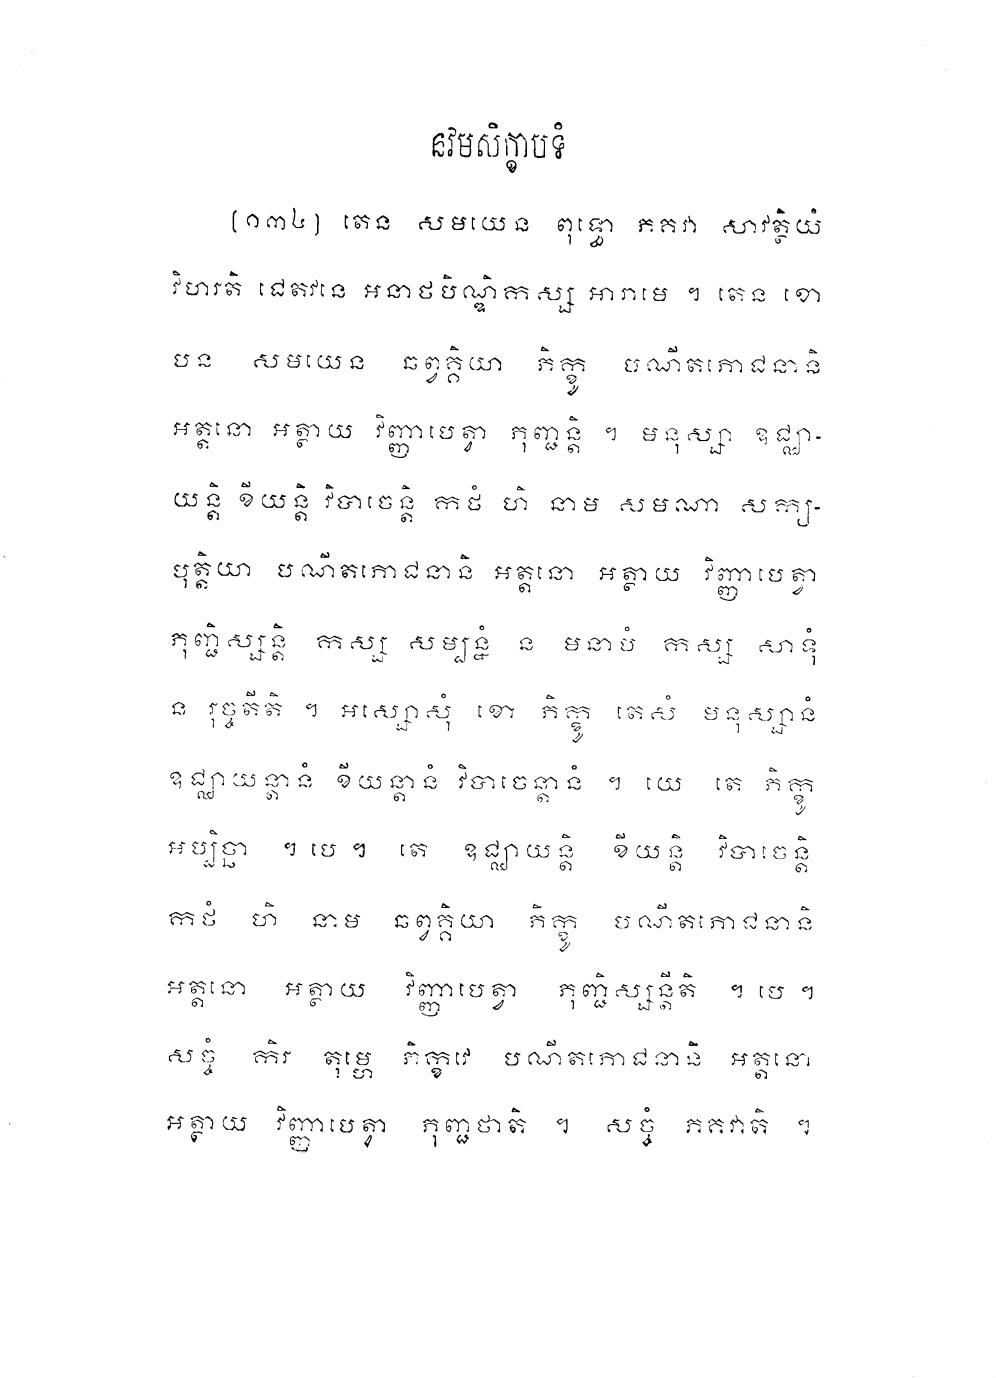 នវមសិក្ខាបទំ
(១៣៤) តេន សមយេន ពុទ្ធោ ភគវា សាវត្ថិយំ
វិហរតិ ជេតវនេ អនាថបិណ្ឌិកស្ស អារាមេ ។ តេន ខោ
បន សមយេន ឆព្វគ្គិយា ភិក្ខូ បណីតភោជនានិ
អត្តនោ អត្ថាយ វិញ្ញាបេត្វា ភុញ្ជន្តិ ។ មនុស្សា ឧជ្ឈា-
យន្តិ ខីយន្តិ វិបាចេន្តិ កថំ ហិ នាម សមណា សក្យ-
បុត្តិយា បណីតភោជនានិ អត្តនោ អត្ថាយ វិញ្ញាបេត្វា
ភុញ្ជិស្សន្តិ កស្ស សម្បន្នំ ន មនាបំ កស្ស សាទុំ
ន រុច្ចតីតិ ។ អស្សោសុំ ខោ ភិក្ខូ តេសំ មនុស្សានំ
ឧជ្ឈាយន្តានំ ខីយន្តានំ វិបាចេន្តានំ ។ យេ តេ ភិក្ខូ
អប្បិច្ឆា ។ បេ ។ តេ ឧជ្ឈាយន្តិ ខីយន្តិ វិបាចេន្តិ
កថំ ហិ នាម ឆព្វគ្គិយា ភិក្ខូ បណីតភោជនានិ
អត្តនោ អត្ថាយ វិញ្ញាបេត្វា ភុញ្ជិស្សន្តីតិ ។ បេ ។
សច្ចំ កិរ តុម្ហេ ភិក្ខវេ បណីតភោជនានិ អត្តនោ
អត្ថាយ វិញ្ញាបេត្វា ភុញ្ជថាតិ ។ សច្ចំ ភគវាតិ ។